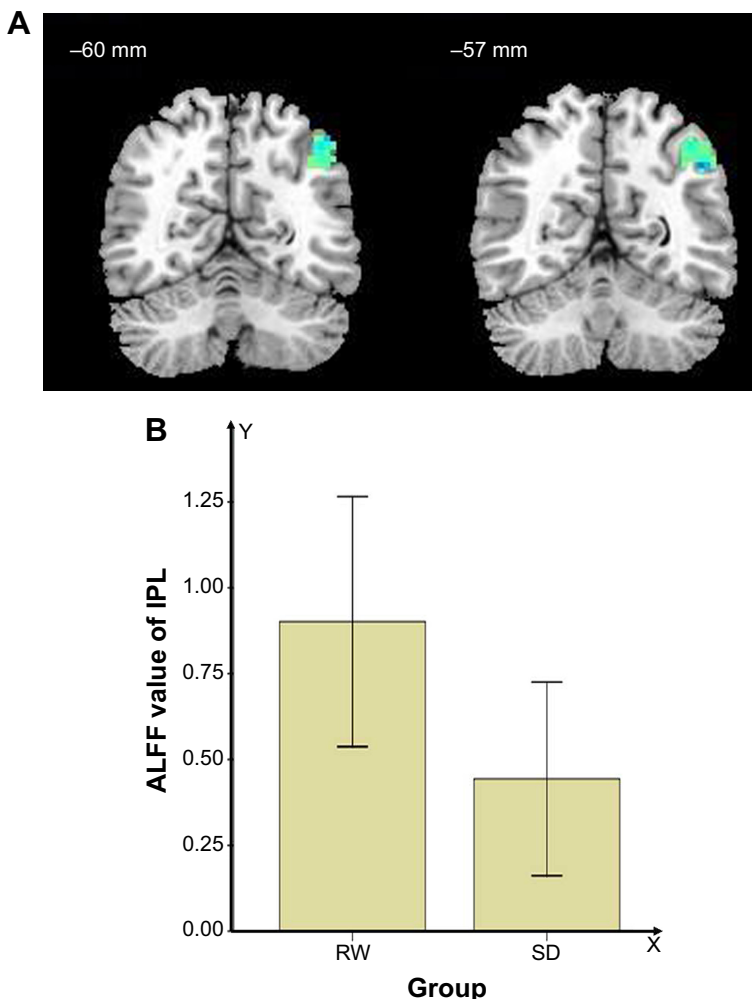 A
–60 mm
–57 mm
B
Y
1.25
1.00
0.75
0.50
0.25
0.00
ALFF value of IPL
RW
SD
X
Group